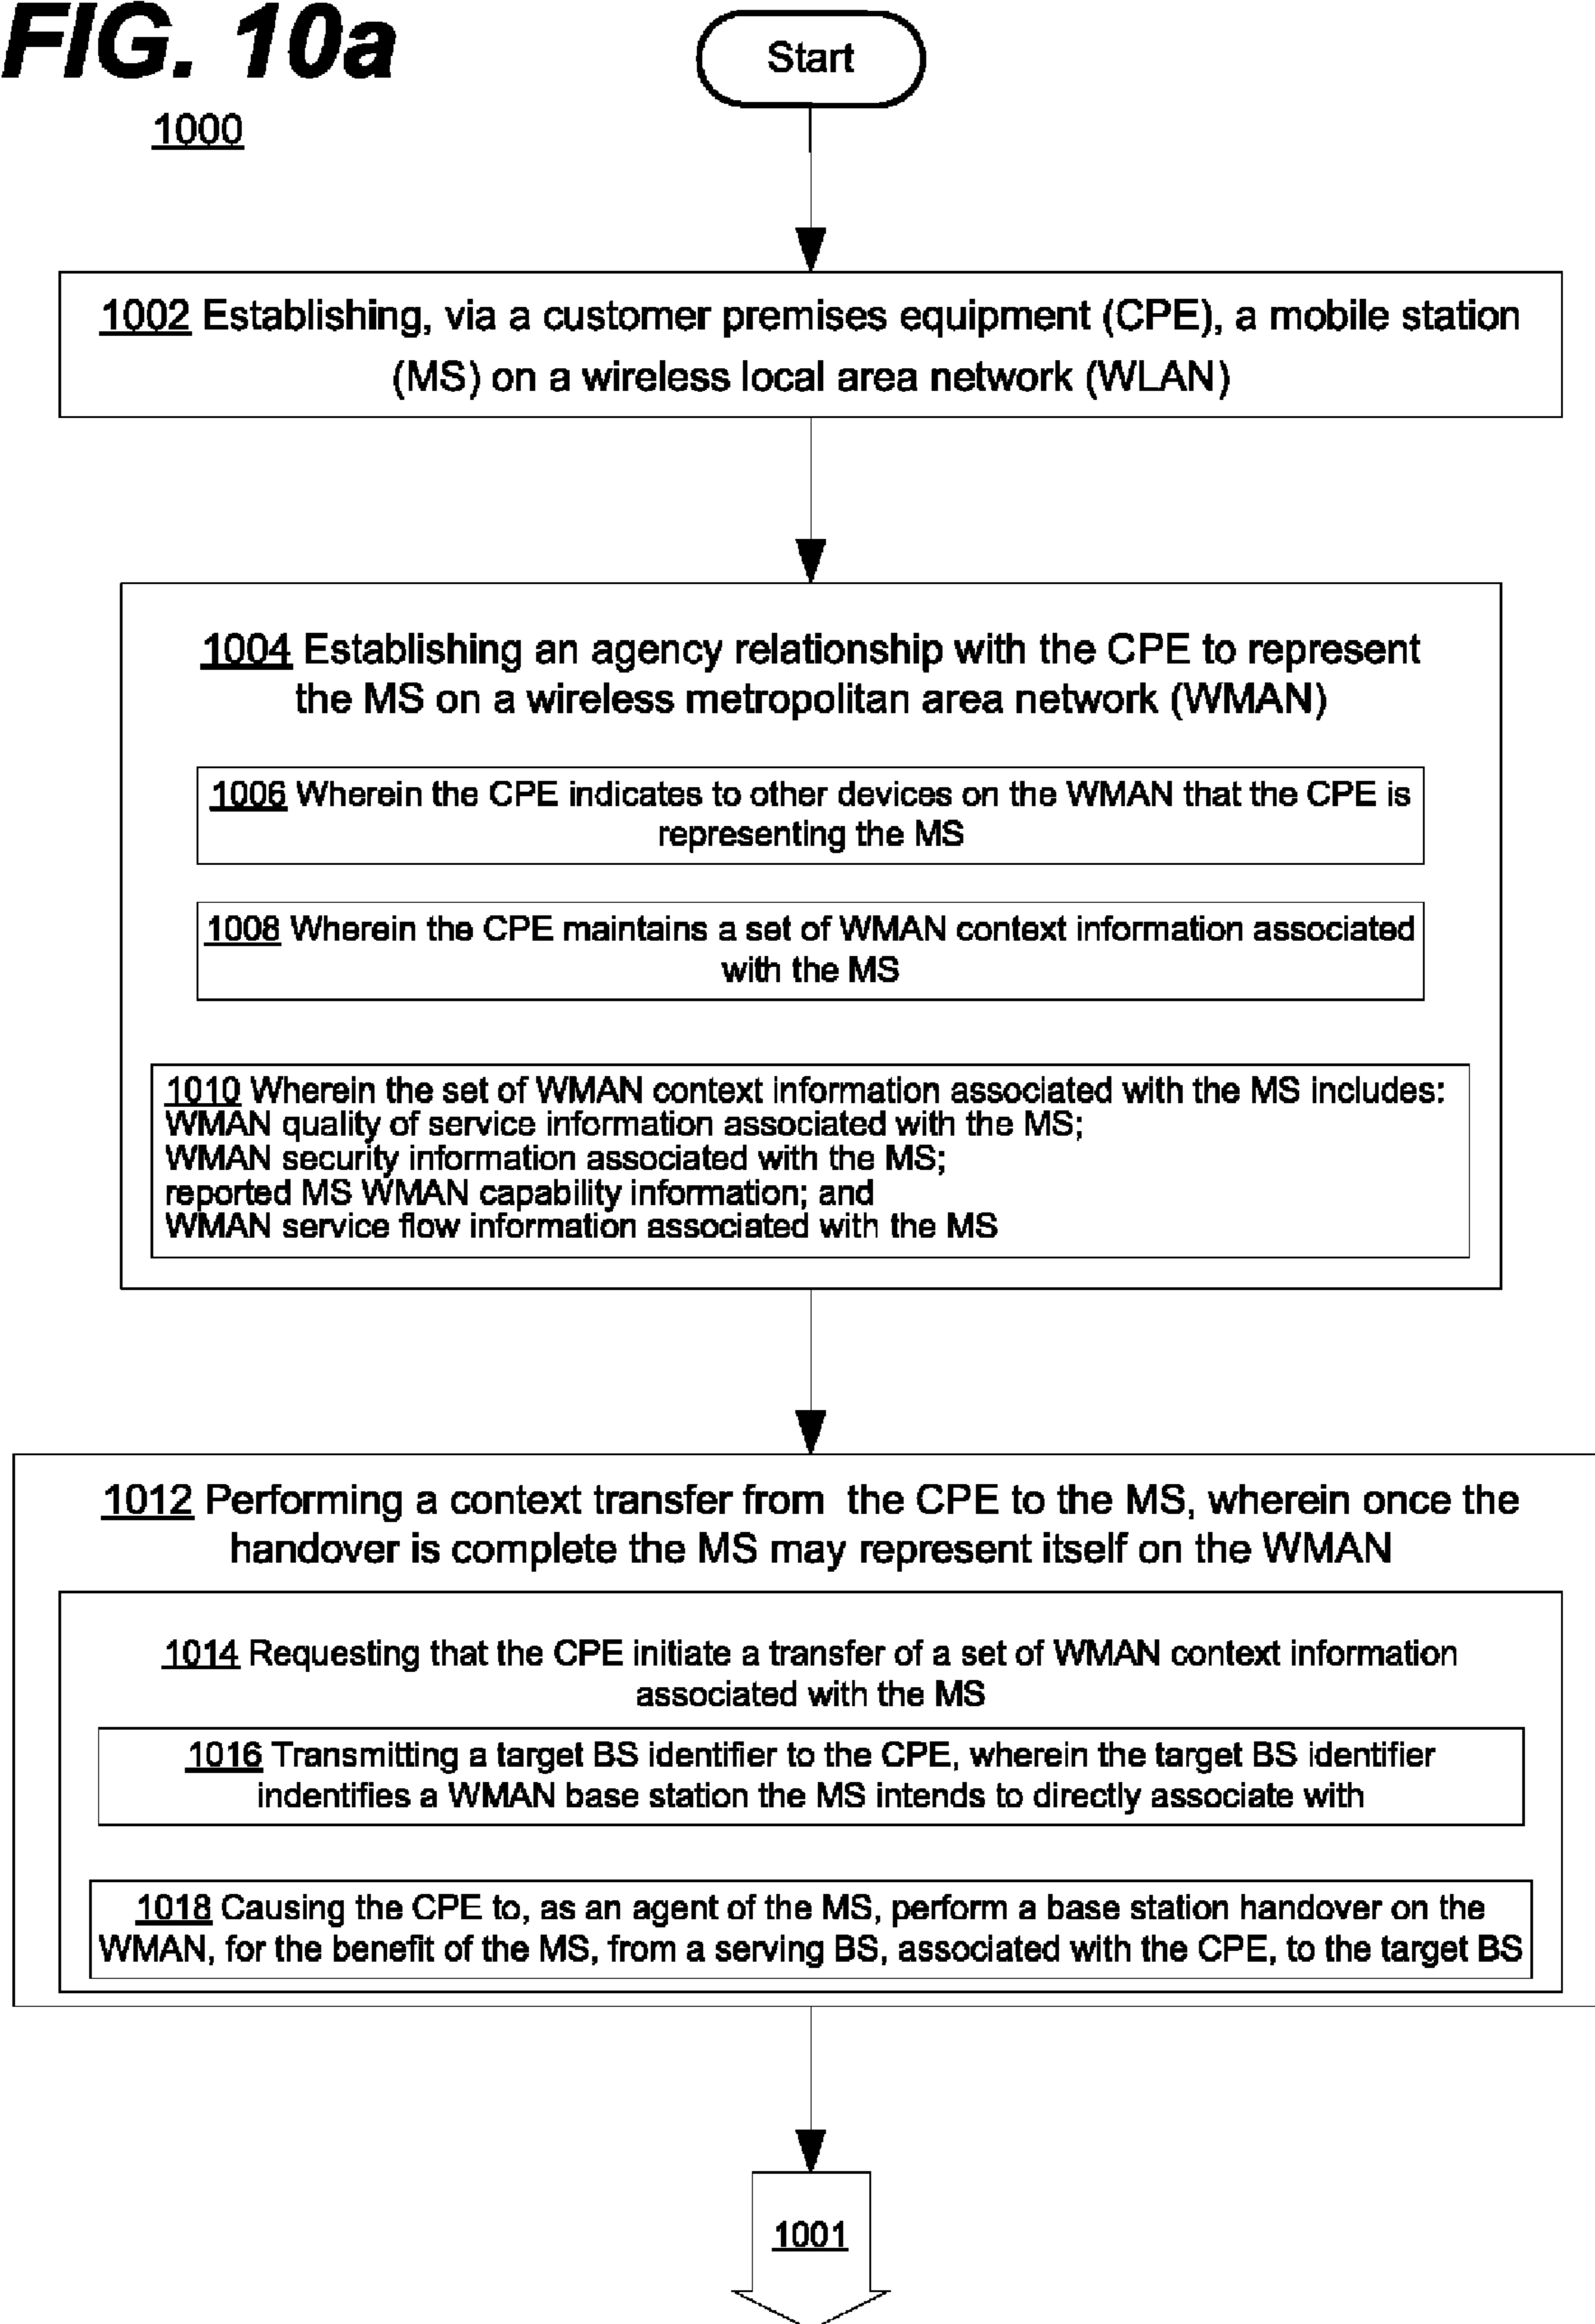 FIG. 10a
1000
Start
1002 Establishing, via a customer premises equipment (CPE), a mobile station
(MS) on a wireless local area network (WLAN)
1004 Establishing an agency relationship with the CPE to represent
the MS on a wireless metropolitan area network (WMAN)
1006 Wherein the CPE indicates to other devices on the WMAN that the CPE is
representing the MS
1008 Wherein the CPE maintains a set of WMAN context information associated
with the MS
1010 Wherein the set of WMAN context information associated with the MS includes:
WMAN quality of service information associated with the MS;
WMAN security information associated with the MS;
reported MS WMAN capability information; and
WMAN service flow information associated with the MS
1012 Performing a context transfer from the CPE to the MS, wherein once the
handover is complete the MS may represent itself on the WMAN
1014 Requesting that the CPE initiate a transfer of a set of WMAN context information
associated with the MS
1016 Transmitting a target BS identifier to the CPE, wherein the target BS identifier
indentifies a WMAN base station the MS intends to directly associate with
1018 Causing the CPE to, as an agent of the MS, perform a base station handover on the
WMAN, for the benefit of the MS, from a serving BS, associated with the CPE, to the target BS
1001